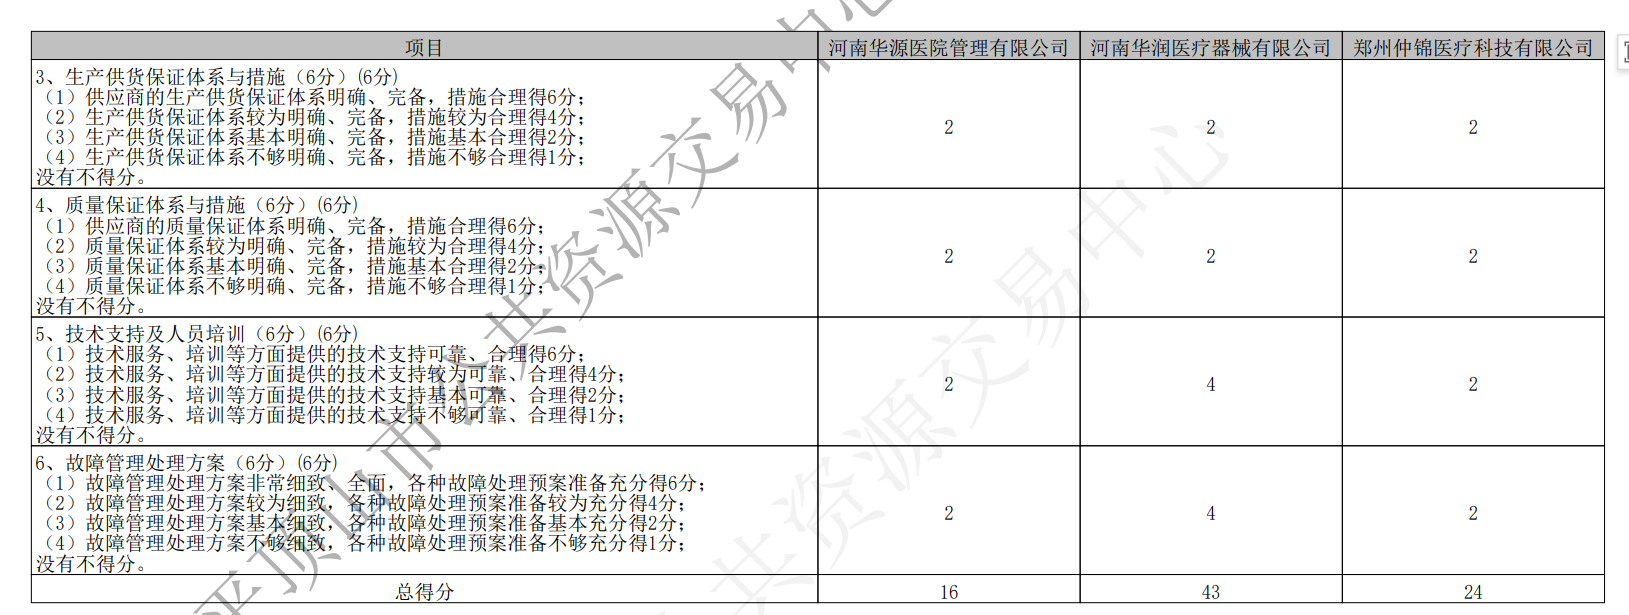 项目 河南华源医院管理有限公司 河南华润医疗器械有限公司 郑州仲锦医疗科技有限公司
3、生产供货保证体系与措施（6分）(6分)
（1）供应商的生产供货保证体系明确、完备，措施合理得6分；
（2）生产供货保证体系较为明确、完备，措施较为合理得4分；
（3）生产供货保证体系基本明确、完备，措施基本合理得2分；
（4）生产供货保证体系不够明确、完备，措施不够合理得1分；
没有不得分。
2 2 2
4、质量保证体系与措施（6分）(6分)
（1）供应商的质量保证体系明确、完备，措施合理得6分；
（2）质量保证体系较为明确、完备，措施较为合理得4分；
（3）质量保证体系基本明确、完备，措施基本合理得2分；
（4）质量保证体系不够明确、完备，措施不够合理得1分；
没有不得分。
2 2 2
5、技术支持及人员培训（6分）(6分)
（1）技术服务、培训等方面提供的技术支持可靠、合理得6分；
（2）技术服务、培训等方面提供的技术支持较为可靠、合理得4分；
（3）技术服务、培训等方面提供的技术支持基本可靠、合理得2分；
（4）技术服务、培训等方面提供的技术支持不够可靠、合理得1分；
没有不得分。
2 4 2
6、故障管理处理方案（6分）(6分)
（1）故障管理处理方案非常细致、全面，各种故障处理预案准备充分得6分；
（2）故障管理处理方案较为细致，各种故障处理预案准备较为充分得4分；
（3）故障管理处理方案基本细致，各种故障处理预案准备基本充分得2分；
（4）故障管理处理方案不够细致，各种故障处理预案准备不够充分得1分；
没有不得分。
2 4 2
总得分 16 43 24
平顶山市公共资源交易中心
共资源交易中心